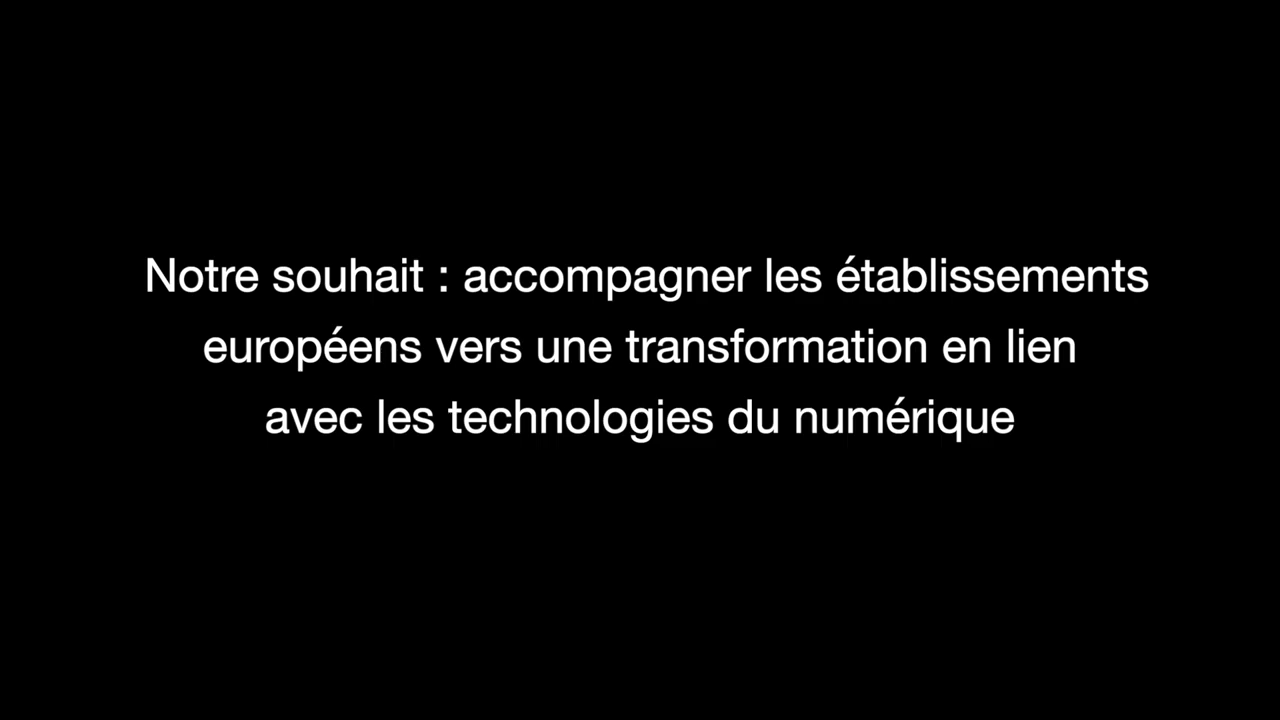 Notre souhait : accompagner les établissements
européens vers une transformation en lien
avec les technologies du numérique